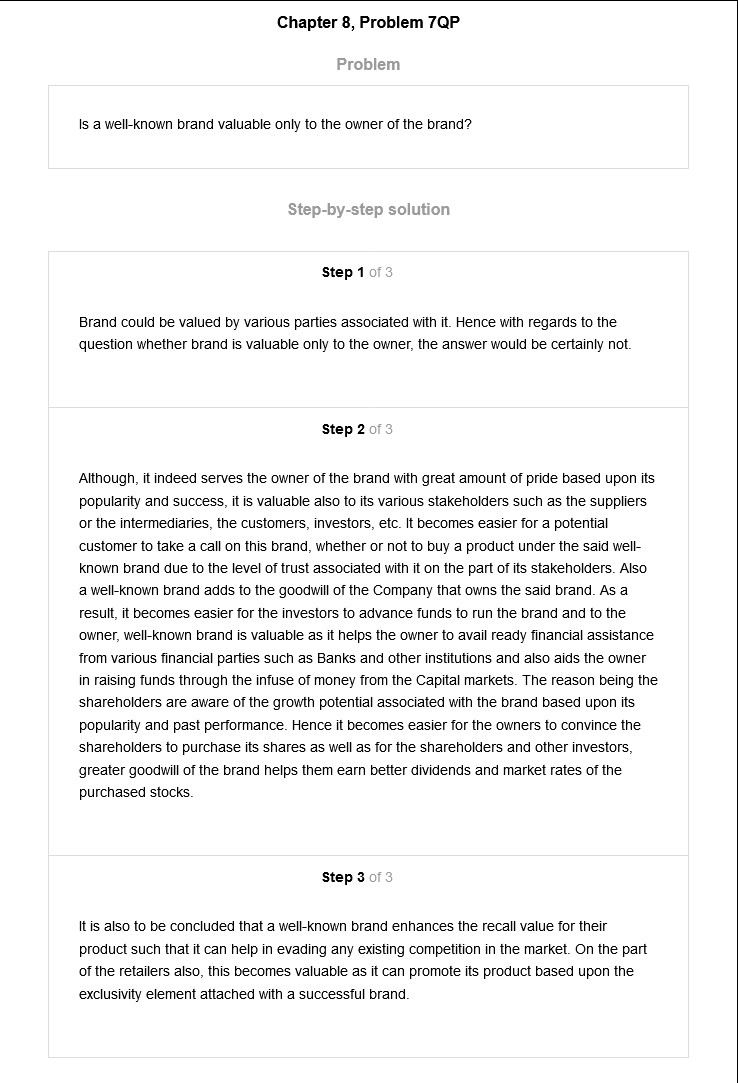 Chapter 8, Problem 7QP
Problem
Is a well-known brand valuable only to the owner of the brand?
Step-by-step solution
Step 1 of 3
Brand could be valued by various parties associated with it. Hence with regards to the
question whether brand is valuable only to the owner, the answer would be certainly not.
Step 2 of 3
Although, it indeed serves the owner of the brand with great amount of pride based upon its
popularity and success, it is valuable also to its various stakeholders such as the suppliers
or the intermediaries, the customers, investors, etc. It becomes easier for a potential
customer to take a call on this brand, whether or not to buy a product under the said well-
known brand due to the level of trust associated with it on the part of its stakeholders. Also
a well-known brand adds to the goodwill of the Company that owns the said brand. As a
result, it becomes easier for the investors to advance funds to run the brand and to the
owner, well-known brand is valuable as it helps the owner to avail ready financial assistance
from various financial parties such as Banks and other institutions and also aids the owner
in raising funds through the infuse of money from the Capital markets. The reason being the
shareholders are aware of the growth potential associated with the brand based upon its
popularity and past performance. Hence it becomes easier for the owners to convince the
shareholders to purchase its shares as well as for the shareholders and other investors,
greater goodwill of the brand helps them earn better dividends and market rates of the
purchased stocks.
Step 3 of 3
It is also to be concluded that a well-known brand enhances the recall value for their
product such that it can help in evading any existing competition in the market. On the part
of the retailers also, this becomes valuable as it can promote its product based upon the
exclusivity element attached with a successful brand.